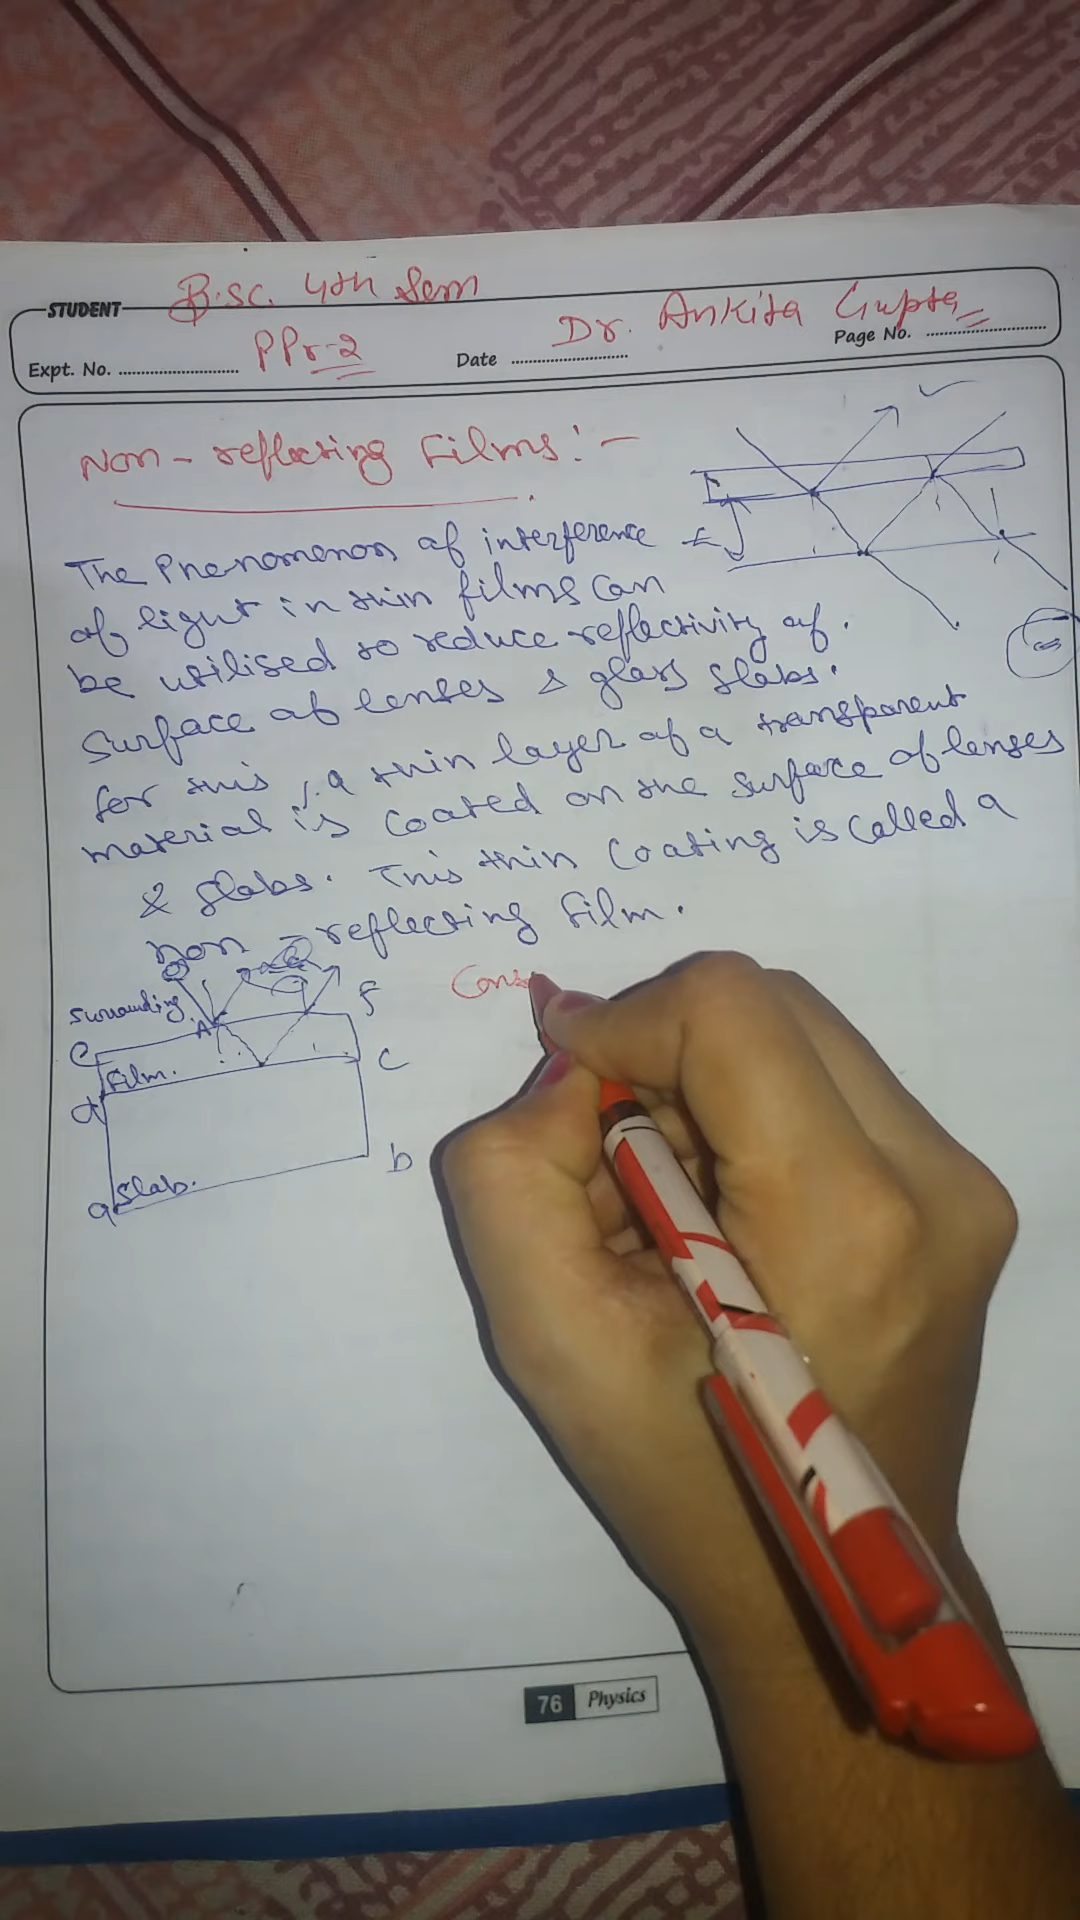 B.sc. 4th Sem
STUDENT
PPr-2
Dr. Ankita Gupta
Expt. No.
Date
Page No.
Non-reflecting Films:-
The Phenomenon of interference
of light in thin films can
be utilised to reduce reflectivity of.
Surface of lenses & glass slabs.
for this, a thin layer of a transparent
material is coated on the surface of lenses
& slabs. This thin Coating is called a
non-reflecting film.
t
Surrounding
A
f
e
film.
c
d
b
Slab.
a
Cons
76 Physics